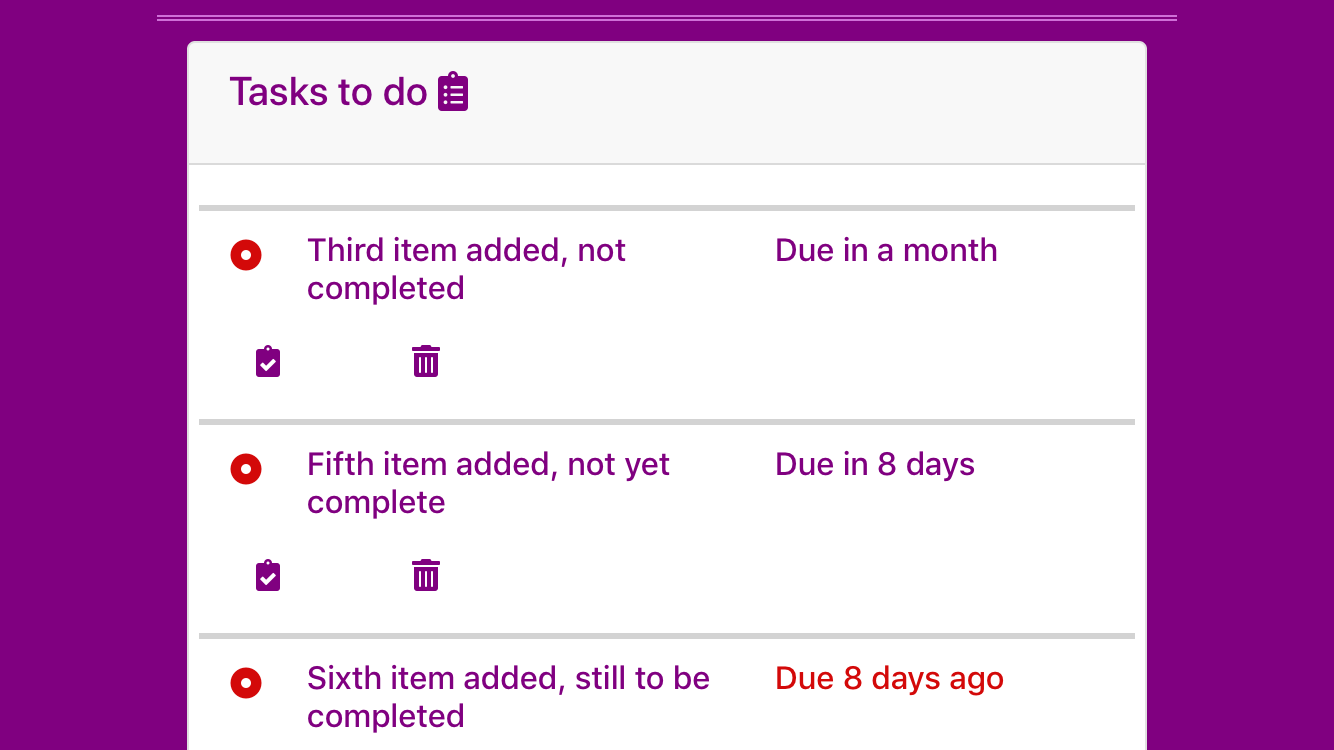 Tasks to do
Third item added, not
completed
Due in a month
Fifth item added, not yet
complete
Due in 8 days
Sixth item added, still to be
completed
Due 8 days ago